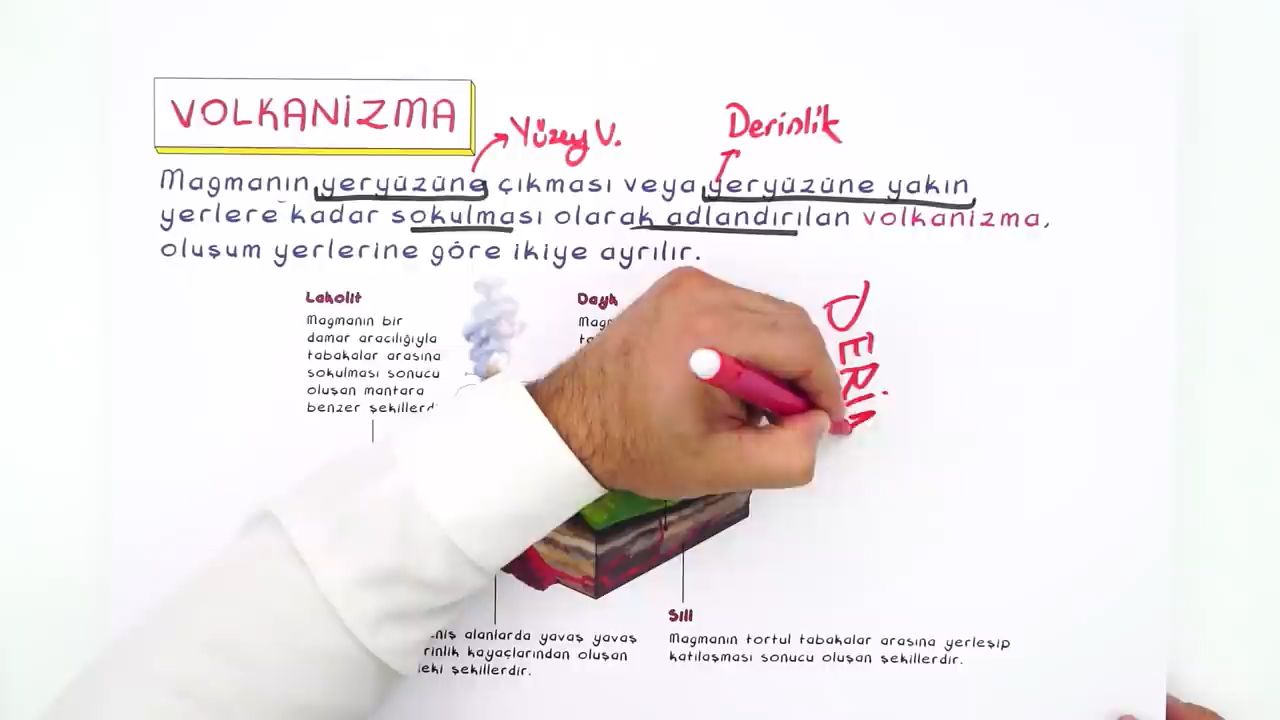 VOLKANİZMA
Yüzey V.
Derinlik
Magmanın yeryüzüne çıkması veya yeryüzüne yakın
yerlere kadar sokulması olarak adlandırılan volkanizma,
oluşum yerlerine göre ikiye ayrılır.
Lakolit
Magmanın bir
damar aracılığıyla
tabakalar arasına
sokulması sonucu
oluşan mantara
benzer
Dayk
DERİN
alanlarda yavaş yavaş
kayaçlarından oluşan
şekillerdir.
Sill
Magmanın tortul tabakalar arasına yerleşip
katılaşması sonucu oluşan şekillerdir.